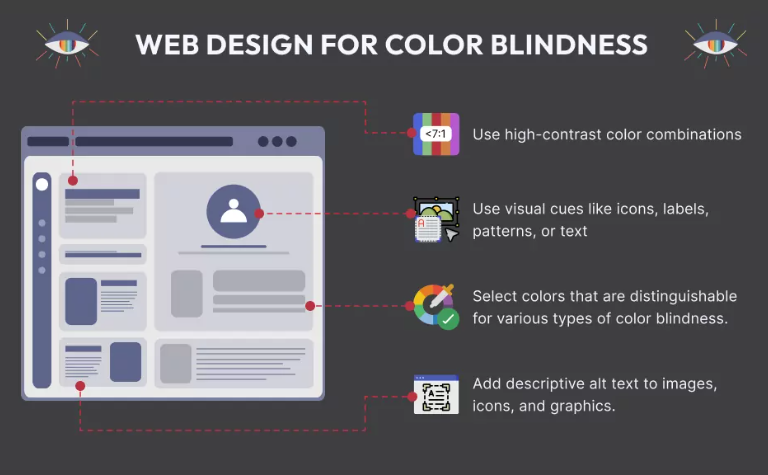 WEB DESIGN FOR COLOR BLINDNESS
<7:1
Use high-contrast color combinations
A
Use visual cues like icons, labels,
patterns, or text
Select colors that are distinguishable
for various types of color blindness.
A
Add descriptive alt text to images,
icons, and graphics.